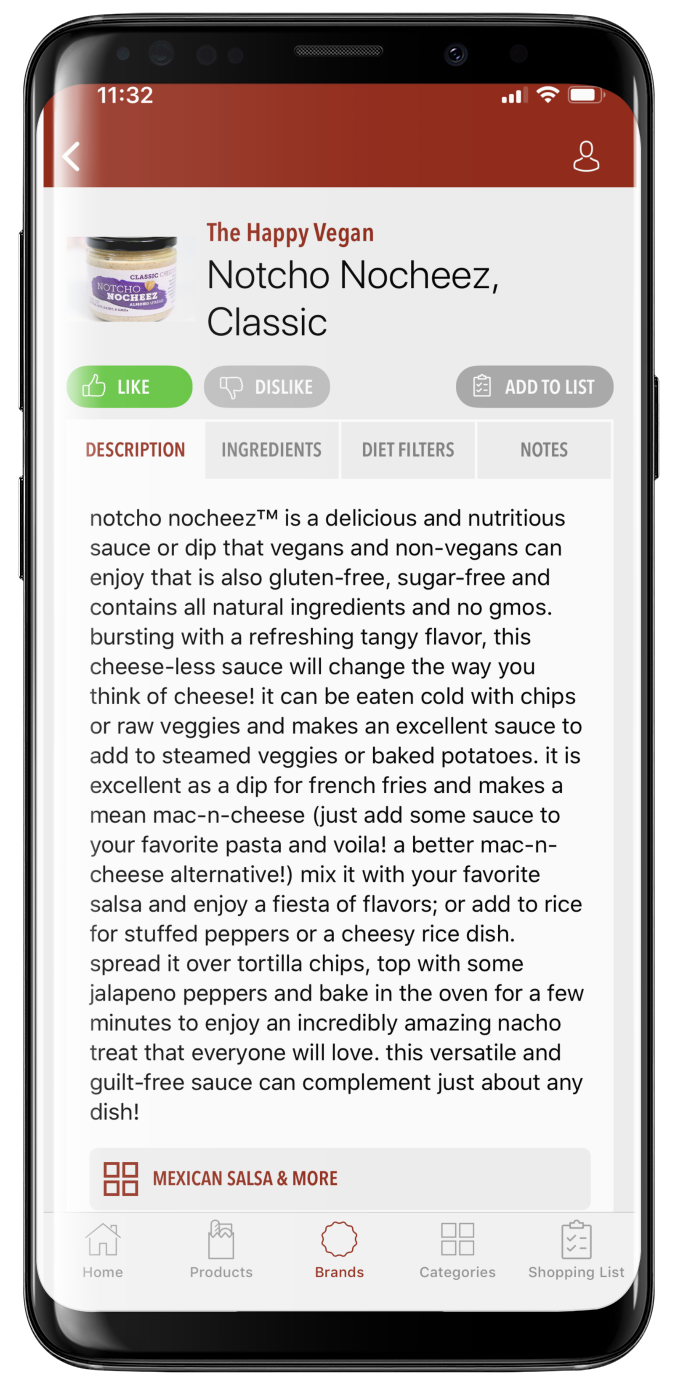 11:32
The Happy Vegan
Notcho Nocheez,
Classic
CLASSIC
NOTCHO
NOCHEEZ
LIKE
DISLIKE
ADD TO LIST
DESCRIPTION
INGREDIENTS
DIET FILTERS
NOTES
notcho nocheez™ is a delicious and nutritious
sauce or dip that vegans and non-vegans can
enjoy that is also gluten-free, sugar-free and
contains all natural ingredients and no gmos.
bursting with a refreshing tangy flavor, this
cheese-less sauce will change the way you
think of cheese! it can be eaten cold with chips
or raw veggies and makes an excellent sauce to
add to steamed veggies or baked potatoes. it is
excellent as a dip for french fries and makes a
mean mac-n-cheese (just add some sauce to
your favorite pasta and voila! a better mac-n-
cheese alternative!) mix it with your favorite
salsa and enjoy a fiesta of flavors; or add to rice
for stuffed peppers or a cheesy rice dish.
spread it over tortilla chips, top with some
jalapeno peppers and bake in the oven for a few
minutes to enjoy an incredibly amazing nacho
treat that everyone will love. this versatile and
guilt-free sauce can complement just about any
dish!
MEXICAN SALSA & MORE
Home
Products
Brands
Categories
Shopping List